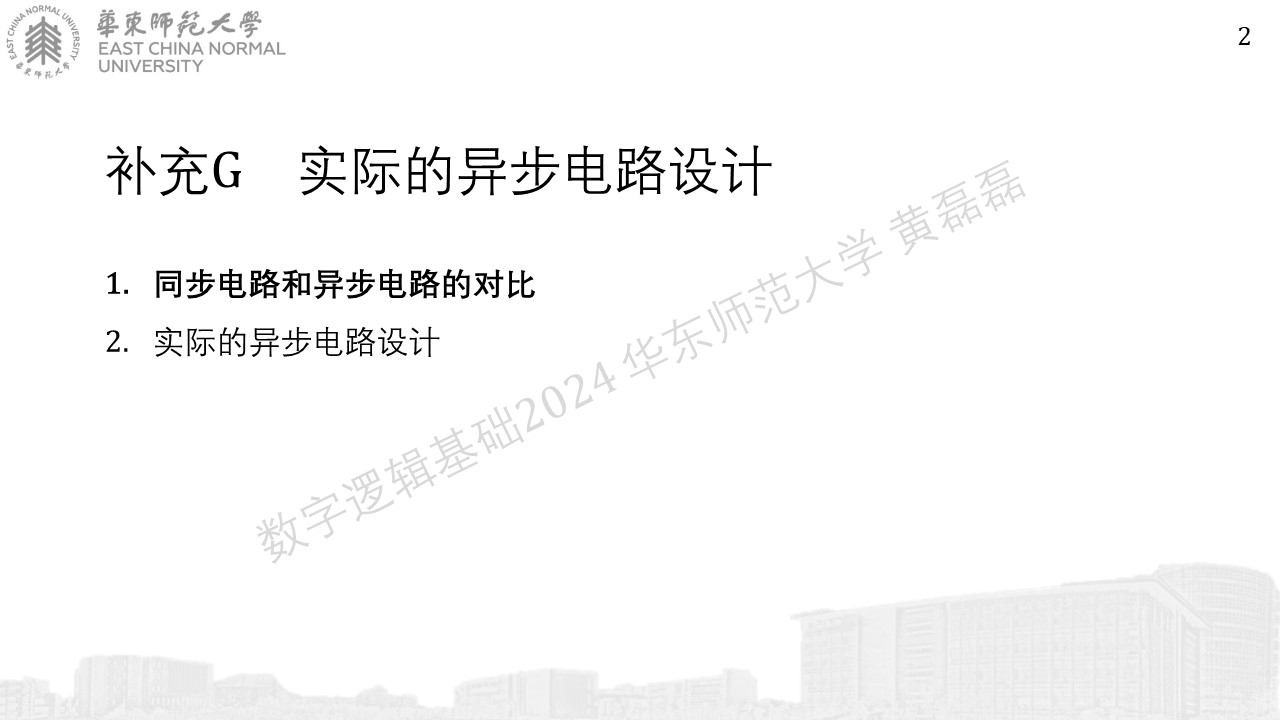 華東師範大學
EAST CHINA NORMAL
UNIVERSITY
EAST CHINA NORMAL UNIVERSITY
華東师范大学
2
补充G 实际的异步电路设计
1. 同步电路和异步电路的对比
2. 实际的异步电路设计
数字逻辑基础2024 华东师范大学 黄磊磊